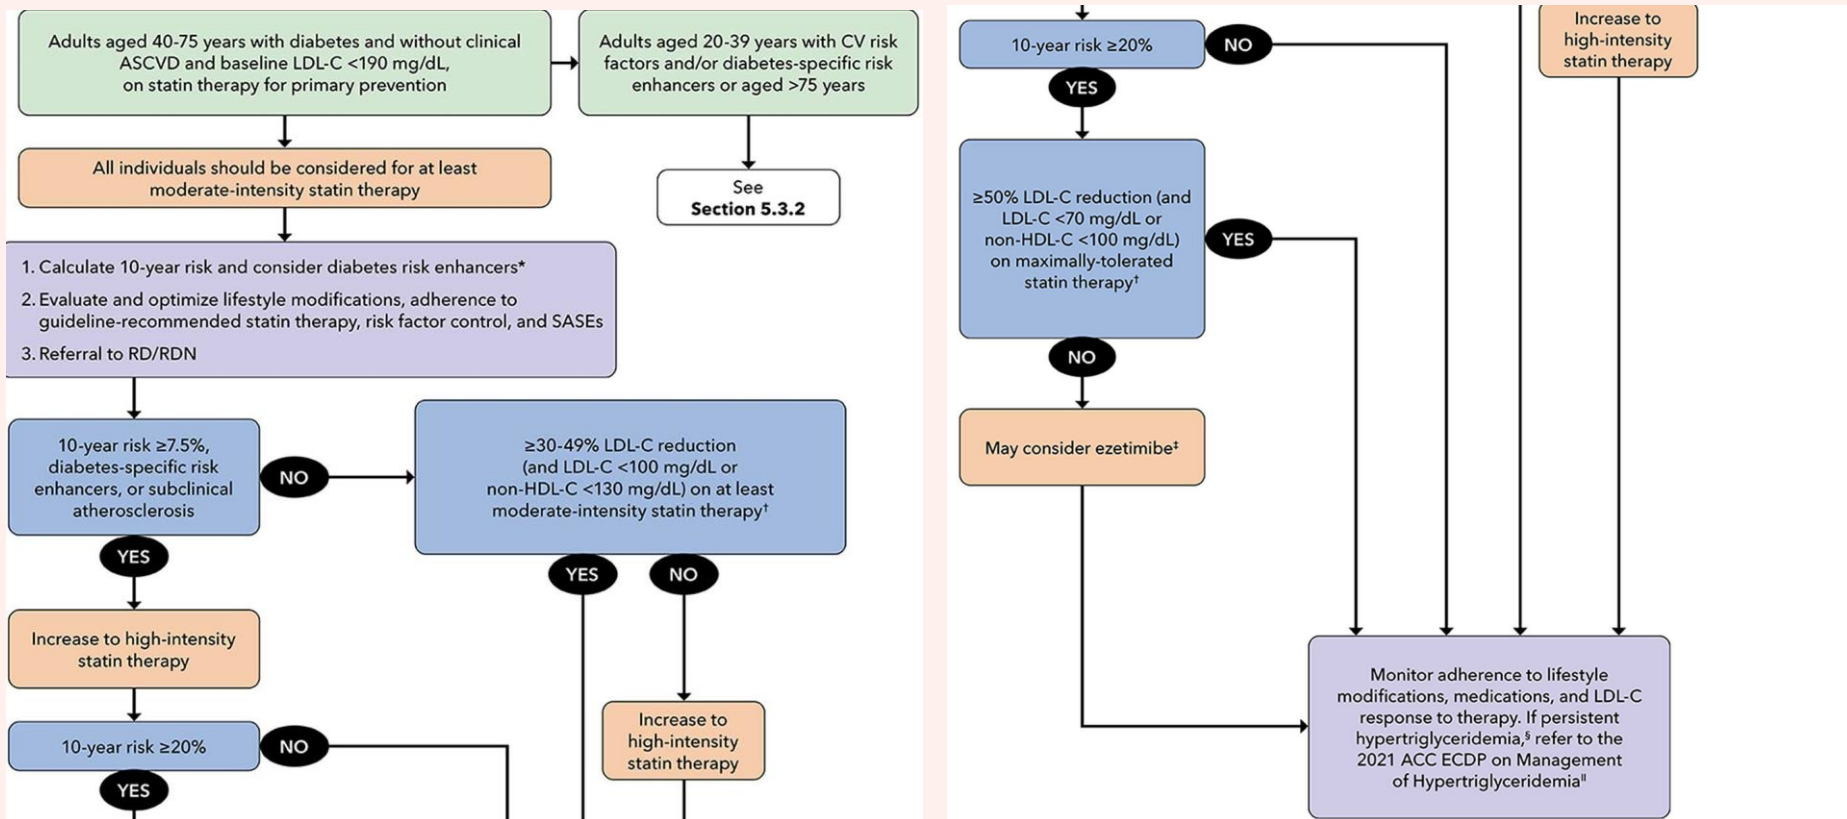 Adults aged 40-75 years with diabetes and without clinical
ASCVD and baseline LDL-C <190 mg/dL,
on statin therapy for primary prevention
Adults aged 20-39 years with CV risk
factors and/or diabetes-specific risk
enhancers or aged >75 years
All individuals should be considered for at least
moderate-intensity statin therapy
See
Section 5.3.2
1. Calculate 10-year risk and consider diabetes risk enhancers*
2. Evaluate and optimize lifestyle modifications, adherence to
guideline-recommended statin therapy, risk factor control, and SASEs
3. Referral to RD/RDN
10-year risk ≥7.5%,
diabetes-specific risk
enhancers, or subclinical
atherosclerosis
NO
≥30-49% LDL-C reduction
(and LDL-C <100 mg/dL or
non-HDL-C <130 mg/dL) on at least
moderate-intensity statin therapy†
YES
YES
NO
Increase to high-intensity
statin therapy
10-year risk ≥20%
NO
YES
Increase to
high-intensity
statin therapy
10-year risk ≥20%
NO
YES
Increase to
high-intensity
statin therapy
≥50% LDL-C reduction (and
LDL-C <70 mg/dL or
non-HDL-C <100 mg/dL)
on maximally-tolerated
statin therapy†
YES
NO
May consider ezetimibe‡
Monitor adherence to lifestyle
modifications, medications, and LDL-C
response to therapy. If persistent
hypertriglyceridemia,§ refer to the
2021 ACC ECDP on Management
of Hypertriglyceridemia‖